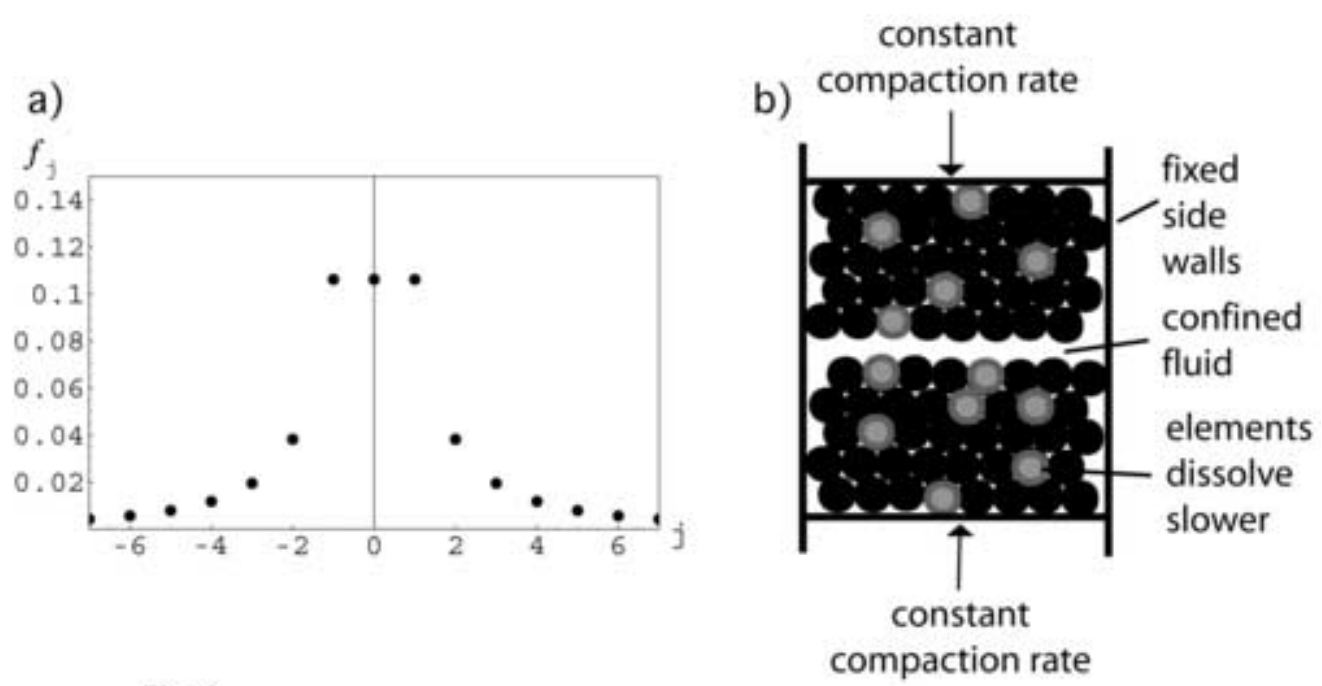 a)
f j
0.14
0.12
0.1
0.08
0.06
0.04
0.02
-6 -4 -2 0 2 4 6 j
b)
constant
compaction rate
fixed
side
walls
confined
fluid
elements
dissolve
slower
constant
compaction rate